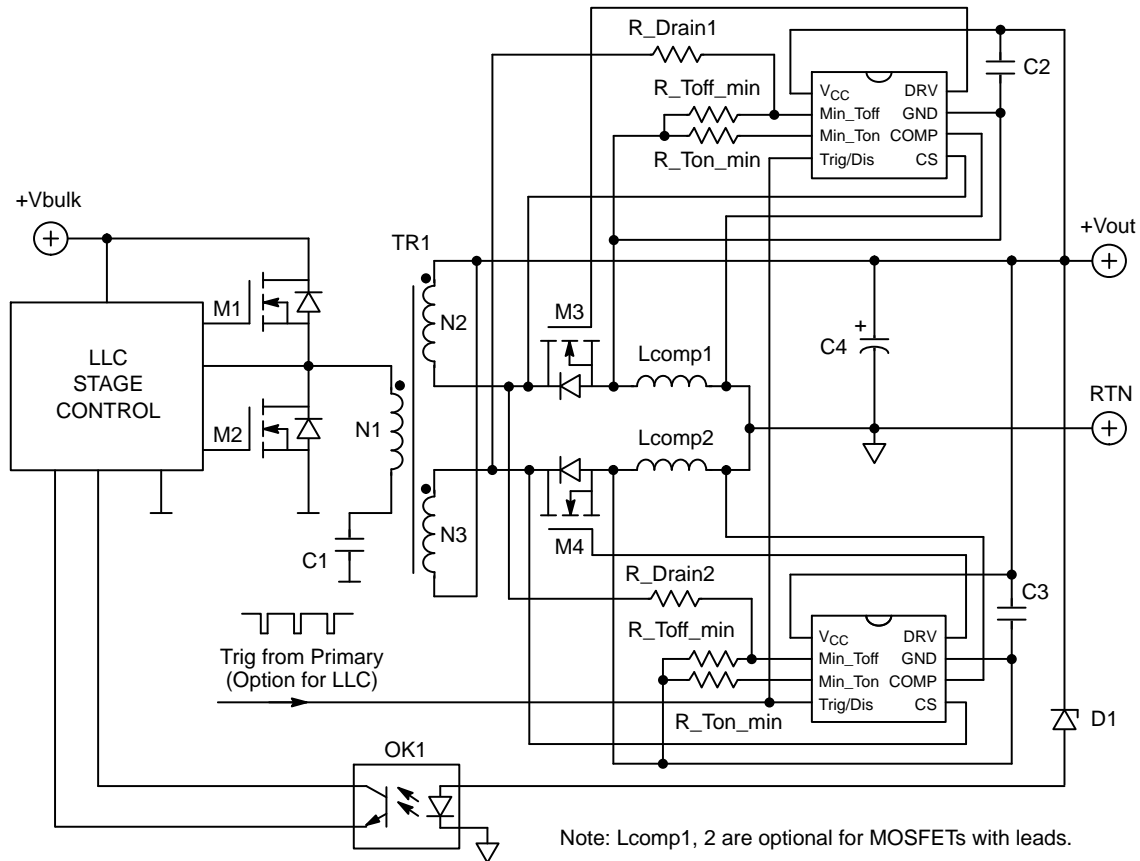 R_Drain1
C2
VCC
DRV
R_Toff_min
Min_Toff
GND
Min_Ton
COMP
R_Ton_min
Trig/Dis
CS
+Vbulk
+Vout
TR1
M1
N2
M3
LLC
STAGE
CONTROL
Lcomp1
+
C4
RTN
M2
N1
Lcomp2
N3
M4
C1
R_Drain2
C3
R_Toff_min
VCC
DRV
Trig from Primary
(Option for LLC)
Min_Toff
GND
Min_Ton
COMP
Trig/Dis
CS
R_Ton_min
D1
OK1
Note: Lcomp1, 2 are optional for MOSFETs with leads.